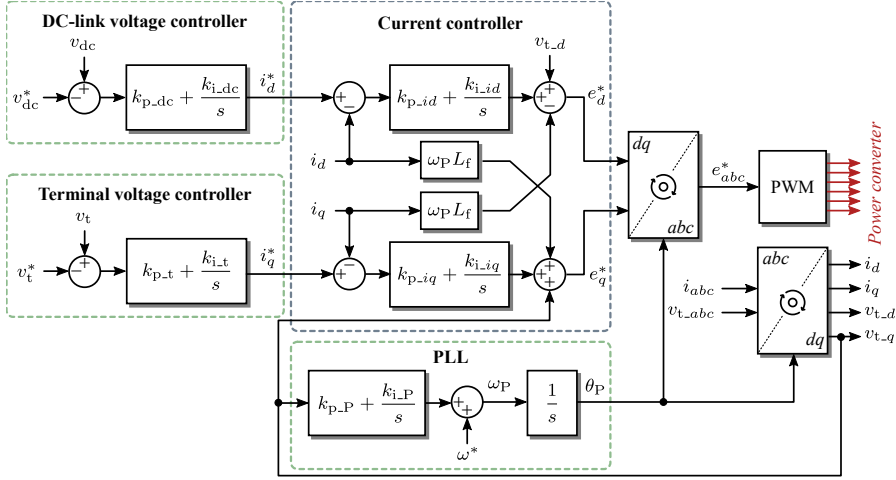 DC-link voltage controller
v_dc
v*_dc
k_p_dc + k_i_dc/s
i*_d
Terminal voltage controller
v_t
v*_t
k_p_t + k_i_t/s
i*_q
Current controller
v_t_d
k_p_id + k_i_id/s
e*_d
i_d
ω_P L_f
i_q
ω_P L_f
k_p_iq + k_i_iq/s
e*_q
dq
abc
e*_abc
PWM
Power converter
i_abc
v_t_abc
abc
dq
i_d
i_q
v_t_d
v_t_q
PLL
k_p_P + k_i_P/s
ω_P
ω*
1/s
θ_P